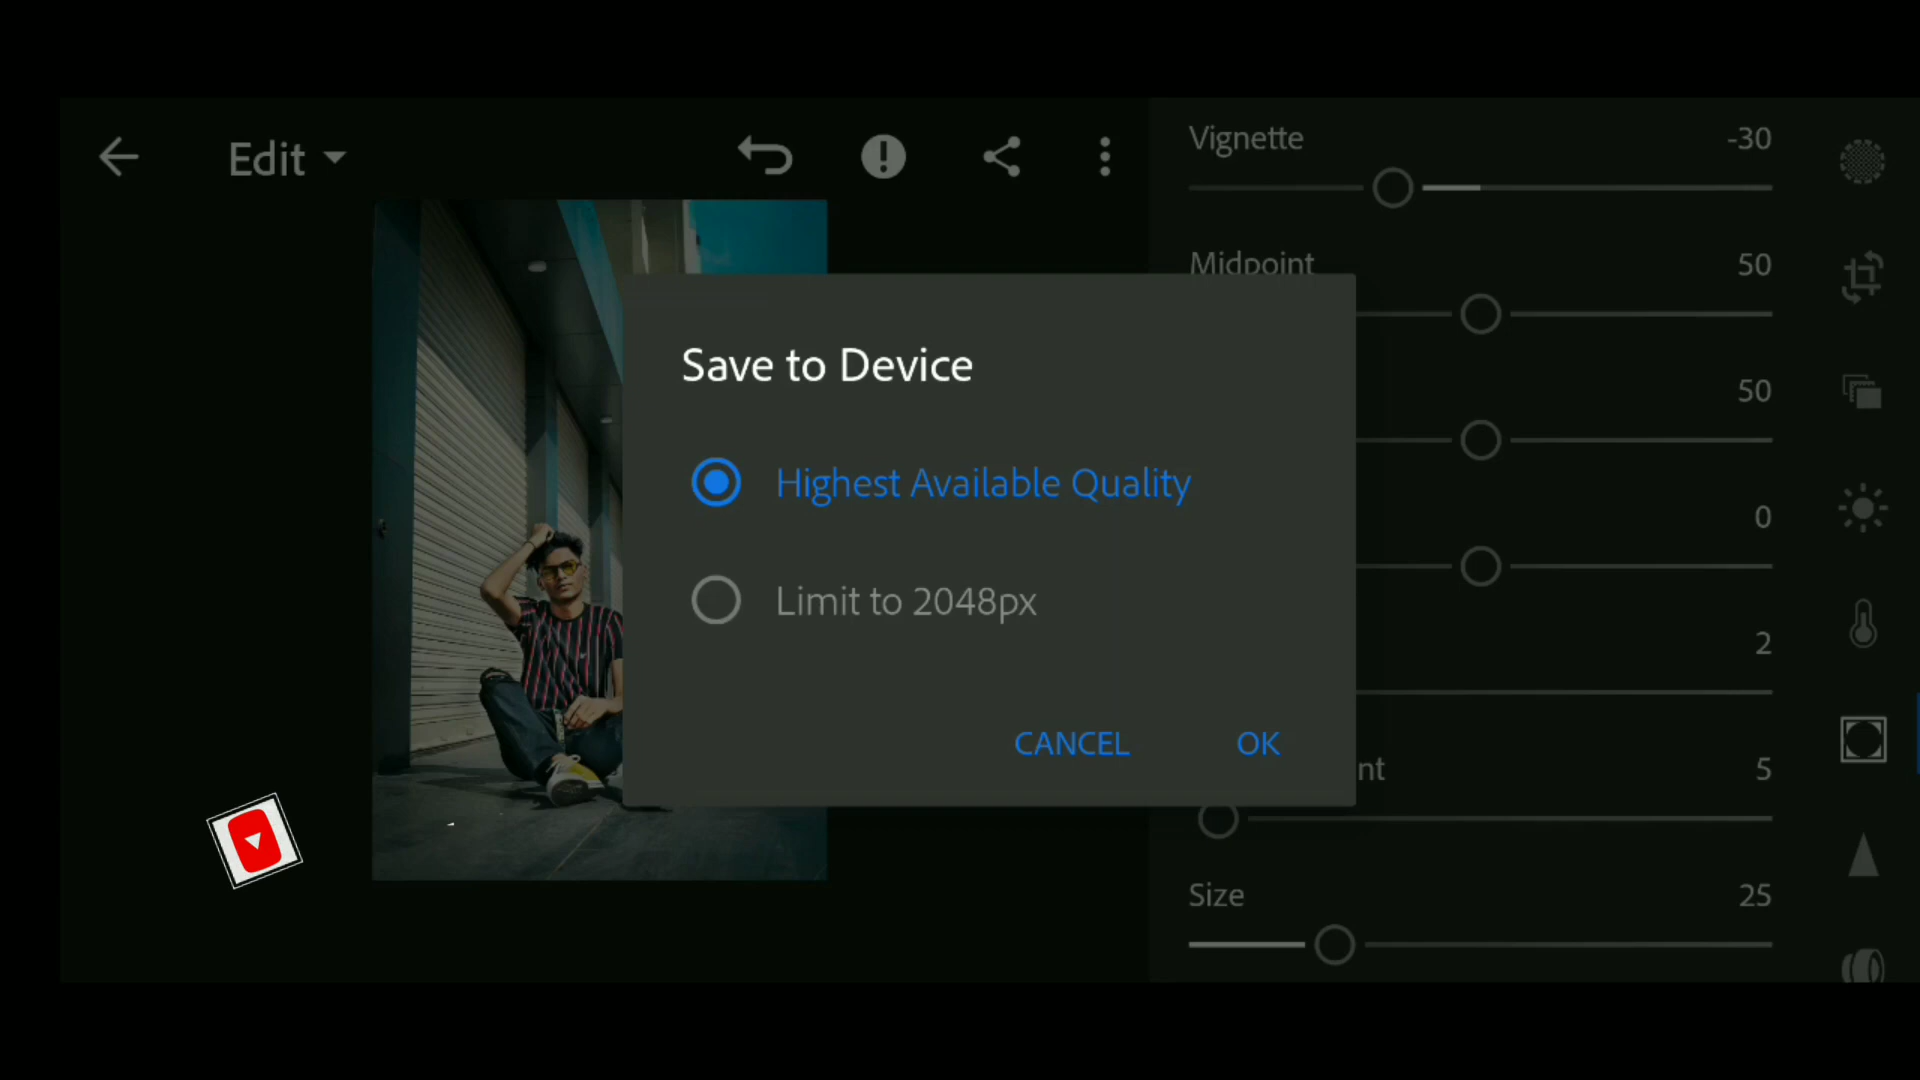 Edit
Vignette -30
Midpoint 50
50
0
2
nt 5
Size 25
Save to Device
Highest Available Quality
Limit to 2048px
CANCEL OK